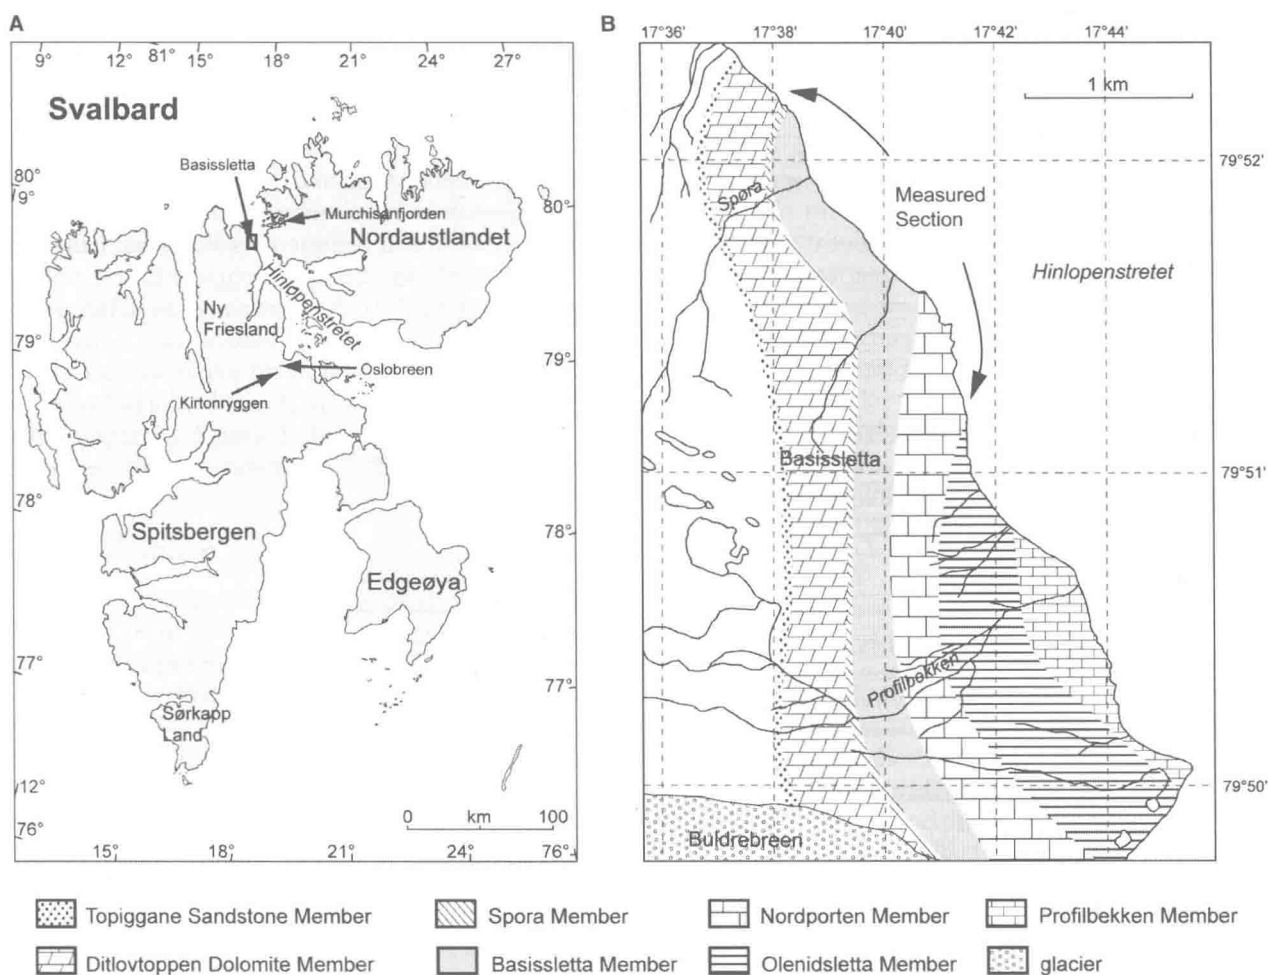 A
9° 12° 81° 15° 18° 21° 24° 27°
Svalbard
Basissletta
80°
9°
Murchisonfjorden
80°
Nordaustlandet
Hinlopenstretet
Ny
Friesland
79°
79°
Oslobreen
Kirtonryggen
78°
78°
Spitsbergen
Edgeøya
77°
77°
Sørkapp
Land
12°
76°
0 km 100
15° 18° 21° 24° 76°
B
17°36' 17°38' 17°40' 17°42' 17°44'
1 km
79°52'
Measured
Section
Spora
Hinlopenstretet
Basissletta
79°51'
Profilbekken
79°50'
Buldrebreen
Topiggane Sandstone Member
Spora Member
Nordporten Member
Profilbekken Member
Ditlovtoppen Dolomite Member
Basissletta Member
Olenidsletta Member
glacier